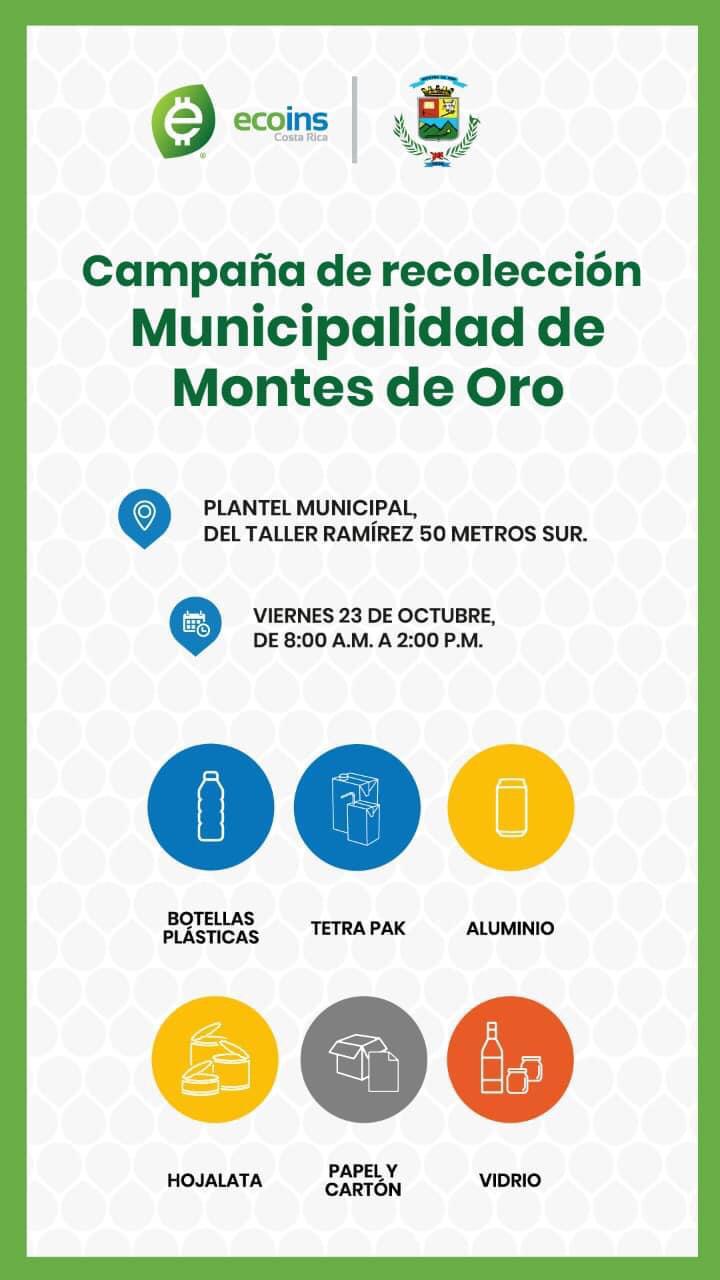 ecoins
Costa Rica
®
Campaña de recolección
Municipalidad de
Montes de Oro
PLANTEL MUNICIPAL,
DEL TALLER RAMÍREZ 50 METROS SUR.
VIERNES 23 DE OCTUBRE,
DE 8:00 A.M. A 2:00 P.M.
BOTELLAS
PLÁSTICAS
TETRA PAK
ALUMINIO
HOJALATA
PAPEL Y
CARTÓN
VIDRIO